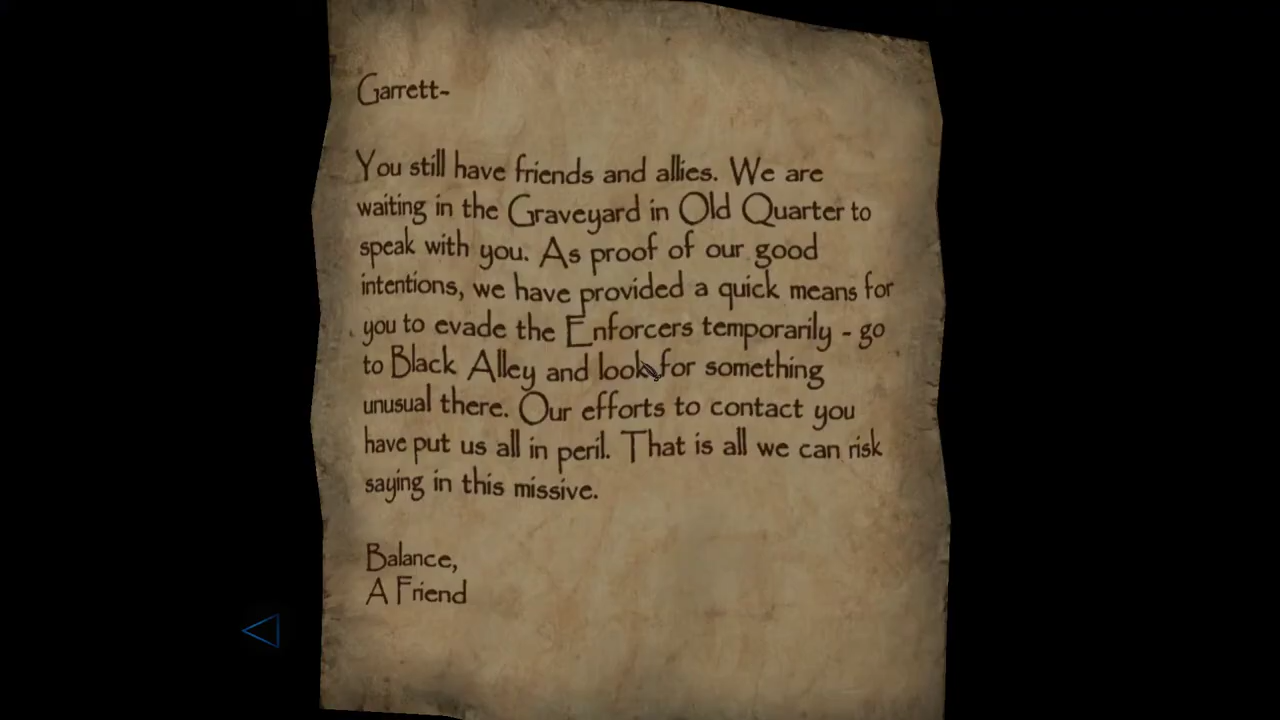 Garrett-
You still have friends and allies. We are
waiting in the Graveyard in Old Quarter to
speak with you. As proof of our good
intentions, we have provided a quick means for
you to evade the Enforcers temporarily - go
to Black Alley and look for something
unusual there. Our efforts to contact you
have put us all in peril. That is all we can risk
saying in this missive.
Balance,
A Friend